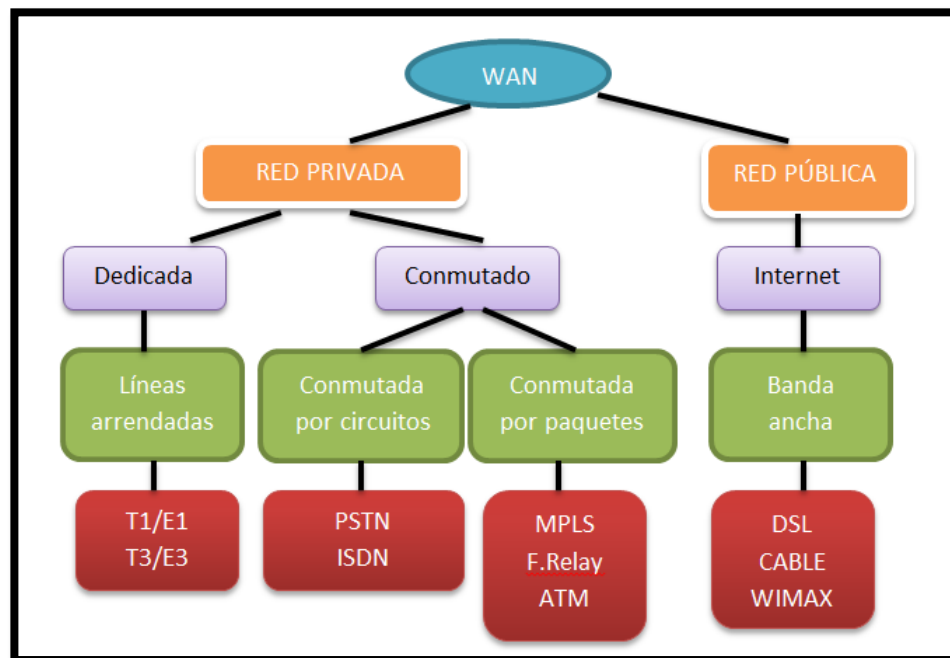 WAN
RED PRIVADA
RED PÚBLICA
Dedicada
Conmutado
Internet
Líneas
arrendadas
Conmutada
por circuitos
Conmutada
por paquetes
Banda
ancha
T1/E1
T3/E3
PSTN
ISDN
MPLS
F.Relay
ATM
DSL
CABLE
WIMAX